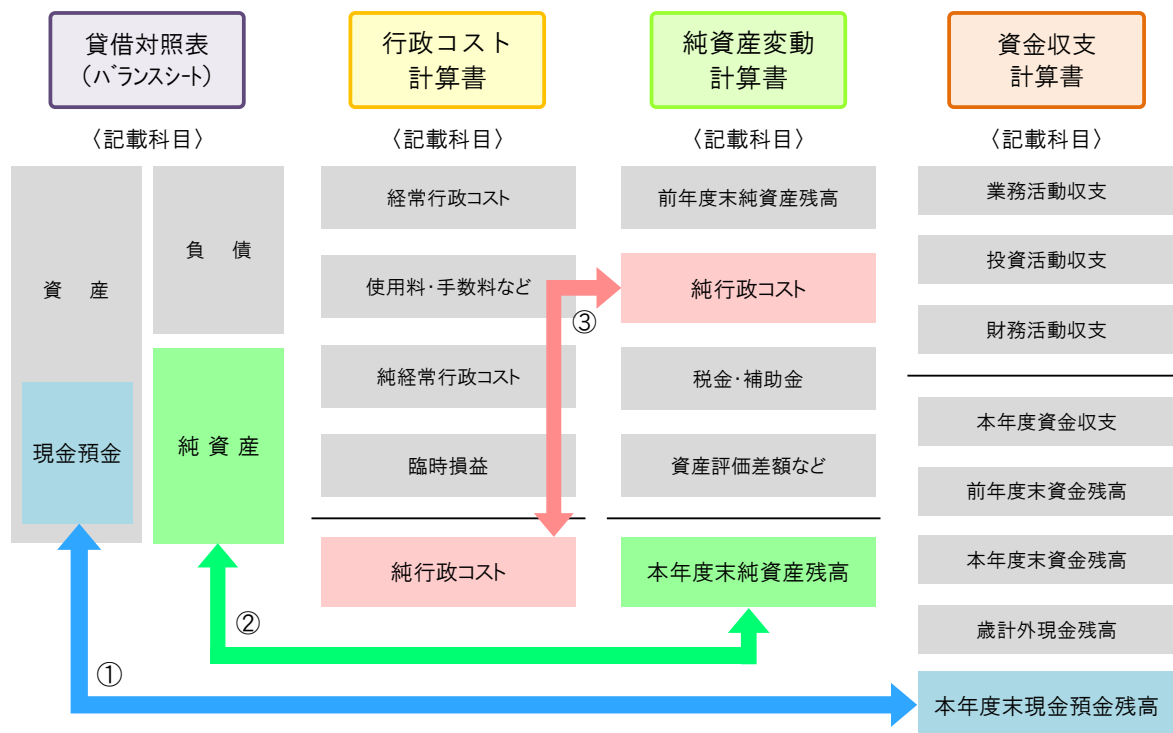 貸借対照表
（バランスシート）
行政コスト
計算書
純資産変動
計算書
資金収支
計算書
〈記載科目〉
〈記載科目〉
〈記載科目〉
〈記載科目〉
資　産
現金預金
負　債
純 資 産
経常行政コスト
使用料・手数料など
純経常行政コスト
臨時損益
純行政コスト
前年度末純資産残高
純行政コスト
税金・補助金
資産評価差額など
本年度末純資産残高
業務活動収支
投資活動収支
財務活動収支
本年度資金収支
前年度末資金残高
本年度末資金残高
歳計外現金残高
本年度末現金預金残高
③
②
①